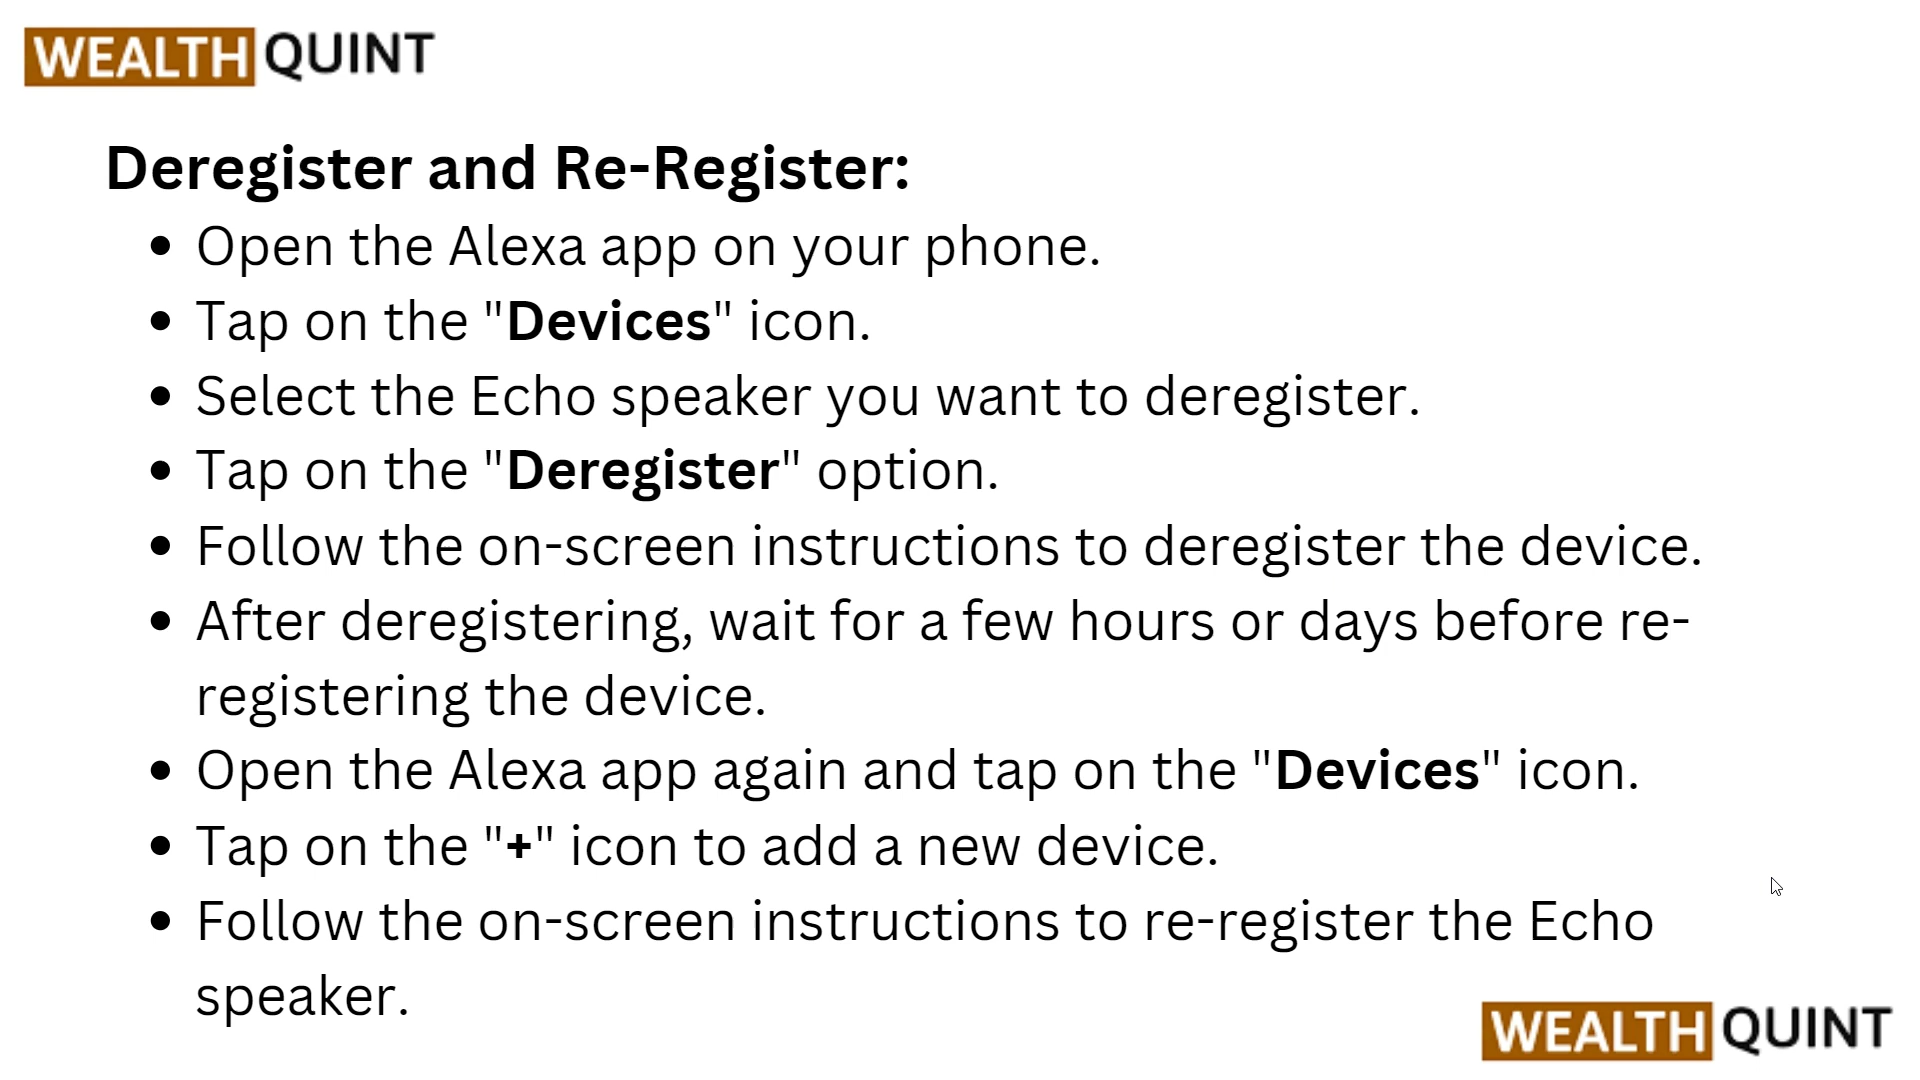 WEALTH QUINT
Deregister and Re-Register:
• Open the Alexa app on your phone.
• Tap on the "Devices" icon.
• Select the Echo speaker you want to deregister.
• Tap on the "Deregister" option.
• Follow the on-screen instructions to deregister the device.
• After deregistering, wait for a few hours or days before re-
registering the device.
• Open the Alexa app again and tap on the "Devices" icon.
• Tap on the "+" icon to add a new device.
• Follow the on-screen instructions to re-register the Echo
speaker.
WEALTH QUINT